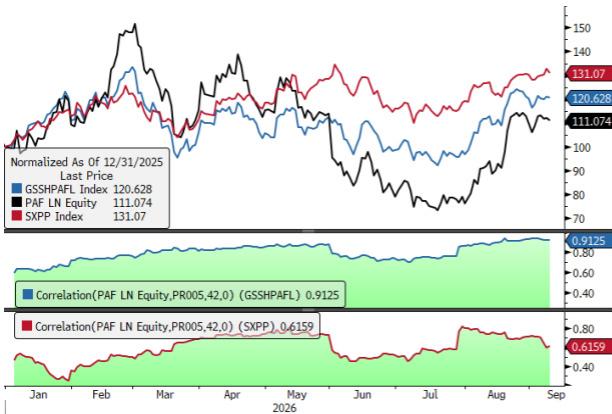 150
140
131.07
120.628
111.074
100
90
80
70
Normalized As Of 12/31/2025
Last Price
GSSHPAFL Index 120.628
PAF LN Equity 111.074
SXPP Index 131.07
0.9125
0.80
0.60
0.40
Correlation(PAF LN Equity,PR005,42,0) (GSSHPAFL) 0.9125
Correlation(PAF LN Equity,PR005,42,0) (SXPP) 0.6159
0.80
0.6159
0.40
Jan Feb Mar Apr May Jun Jul Aug Sep
2026